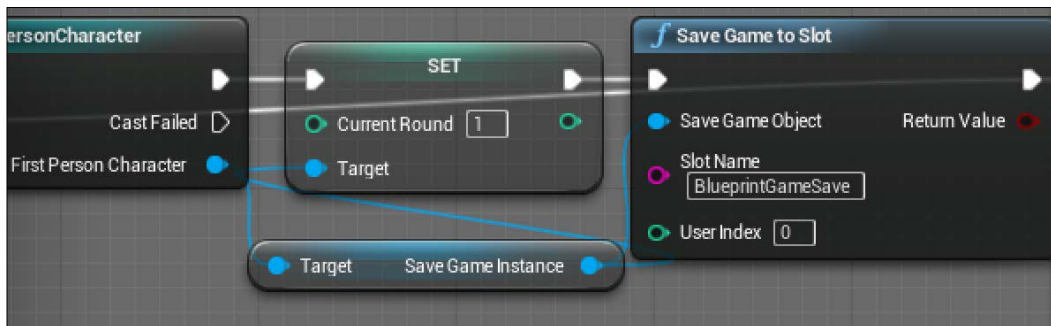 ersonCharacter
Cast Failed
First Person Character
SET
Current Round 1
Target
Target Save Game Instance
f Save Game to Slot
Save Game Object Return Value
Slot Name
BlueprintGameSave
User Index 0